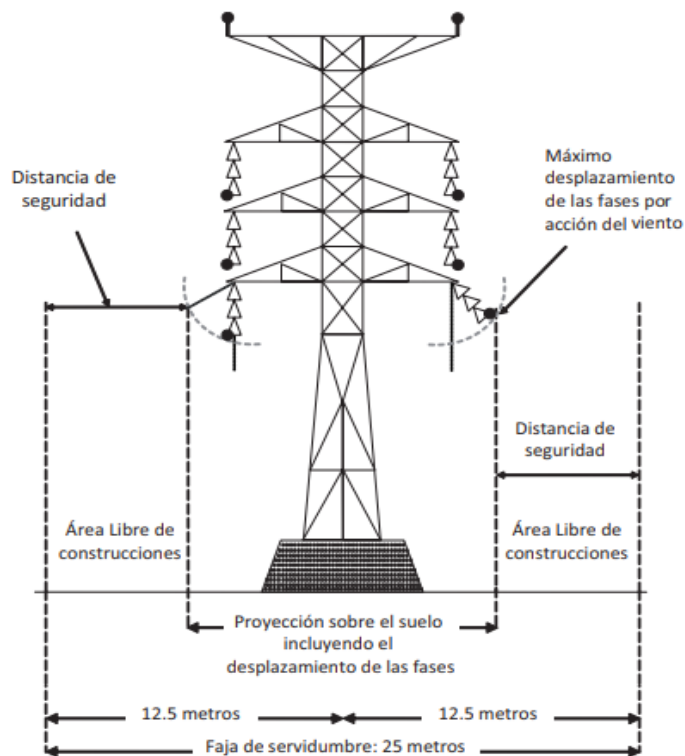 Distancia de
seguridad
Máximo
desplazamiento
de las fases por
acción del viento
Distancia de
seguridad
Área Libre de
construcciones
Área Libre de
construcciones
Proyección sobre el suelo
incluyendo el
desplazamiento de las fases
12.5 metros
12.5 metros
Faja de servidumbre: 25 metros